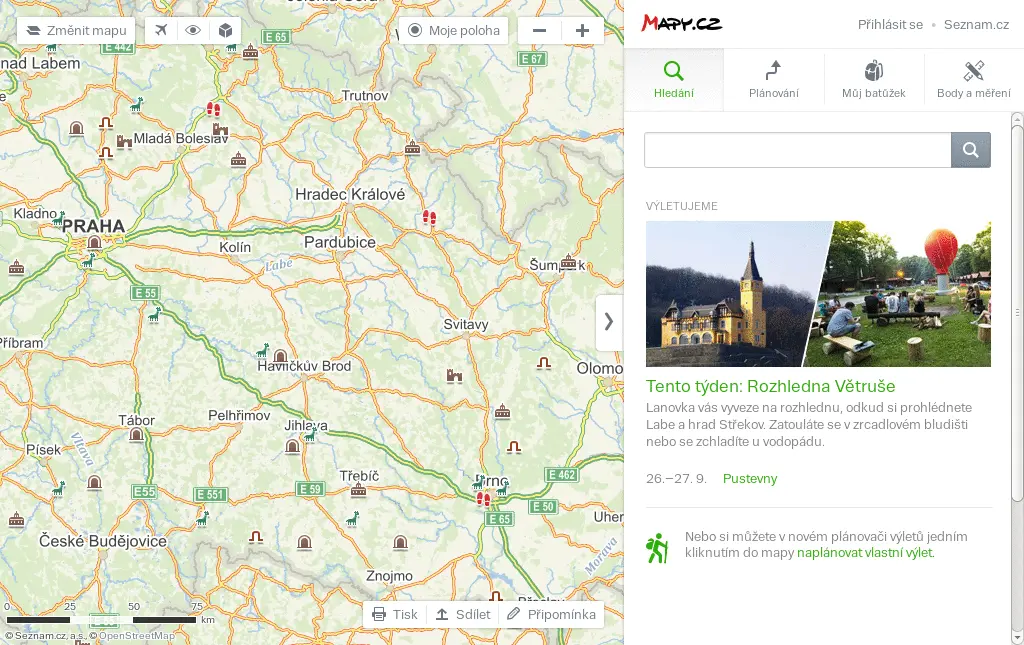 Změnit mapu
Moje poloha
E 65
E 442
E 67
nad Labem
Trutnov
Mladá Boleslav
Hradec Králové
Kladno
PRAHA
Kolín
Pardubice
Labe
Šumperk
E 55
Svitavy
Příbram
Havlíčkův Brod
Olomo
Tábor
Pelhřimov
Jihlava
Vltava
Písek
Třebíč
E 462
Brno
E55
E 551
E 59
E 50
E 65
Uher
České Budějovice
Morava
Znojmo
Břeclav
0 25 50 75 km
© Seznam.cz, a.s., © OpenStreetMap
Tisk
Sdílet
Připomínka
Mapy.cz
Přihlásit se • Seznam.cz
Hledání
Plánování
Můj batůžek
Body a měření
VÝLETUJEME
Tento týden: Rozhledna Větruše
Lanovka vás vyveze na rozhlednu, odkud si prohlédnete
Labe a hrad Střekov. Zatouláte se v zrcadlovém bludišti
nebo se zchladíte u vodopádu.
26.–27. 9. Pustevny
Nebo si můžete v novém plánovači výletů jedním
kliknutím do mapy naplánovat vlastní výlet.